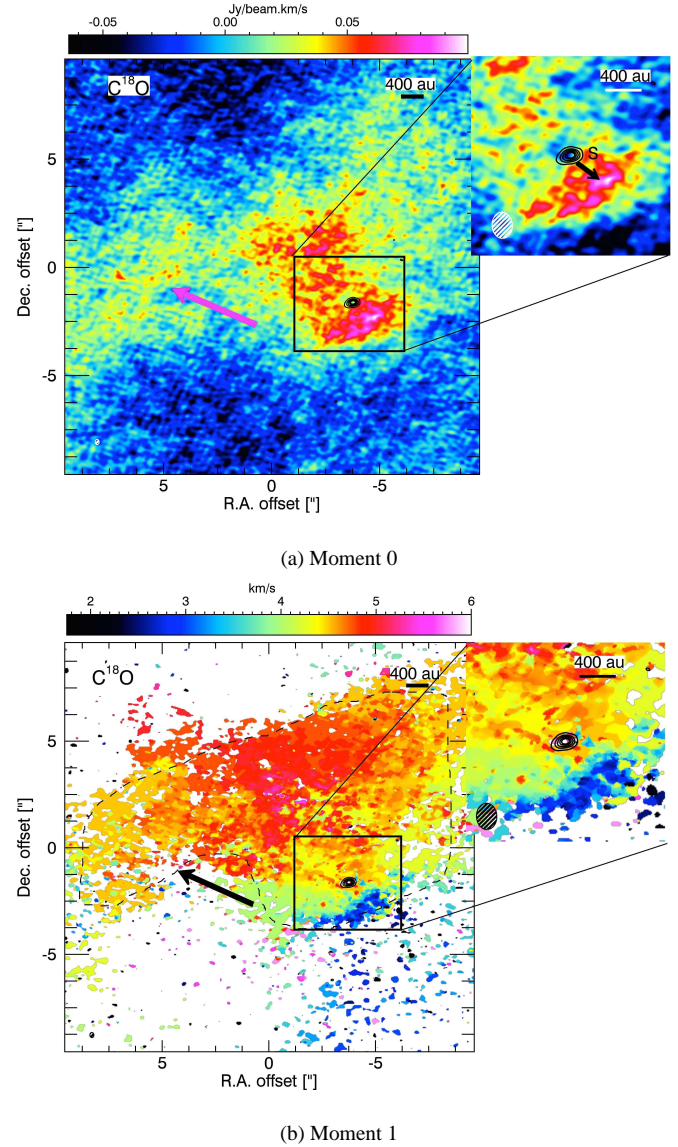 Jy/beam.km/s
-0.05 0.00 0.05
C18O
400 au
400 au
S
5
0
-5
Dec. offset ["]
5 0 -5
R.A. offset ["]
(a) Moment 0
km/s
2 3 4 5 6
C18O
400 au
400 au
5
0
-5
Dec. offset ["]
5 0 -5
R.A. offset ["]
(b) Moment 1